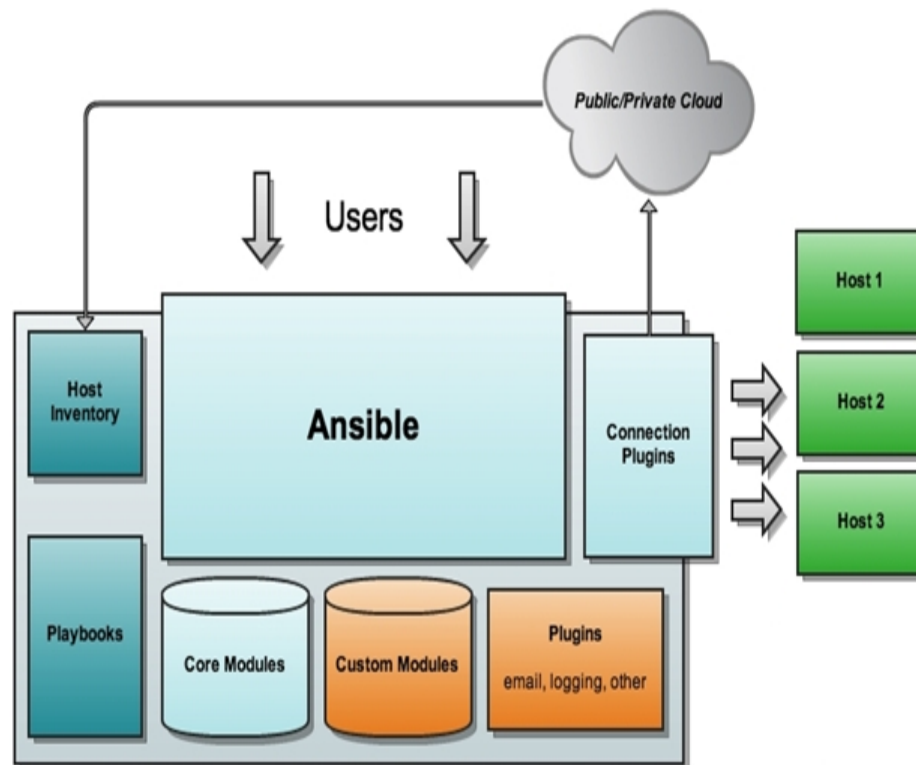 Public/Private Cloud
Users
Host 1
Host
Inventory
Ansible
Connection
Plugins
Host 2
Host 3
Playbooks
Core Modules
Custom Modules
Plugins
email, logging, other